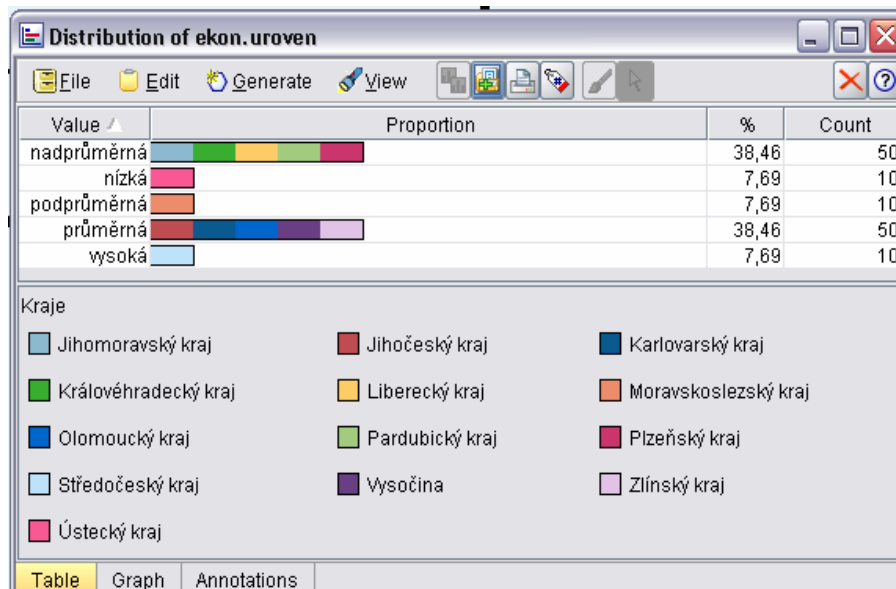 Distribution of ekon.uroven
File Edit Generate View
Value Proportion % Count
nadprůměrná 38,46 50
nízká 7,69 10
podprůměrná 7,69 10
průměrná 38,46 50
vysoká 7,69 10
Kraje
Jihomoravský kraj Jihočeský kraj Karlovarský kraj
Královéhradecký kraj Liberecký kraj Moravskoslezský kraj
Olomoucký kraj Pardubický kraj Plzeňský kraj
Středočeský kraj Vysočina Zlínský kraj
Ústecký kraj
Table Graph Annotations